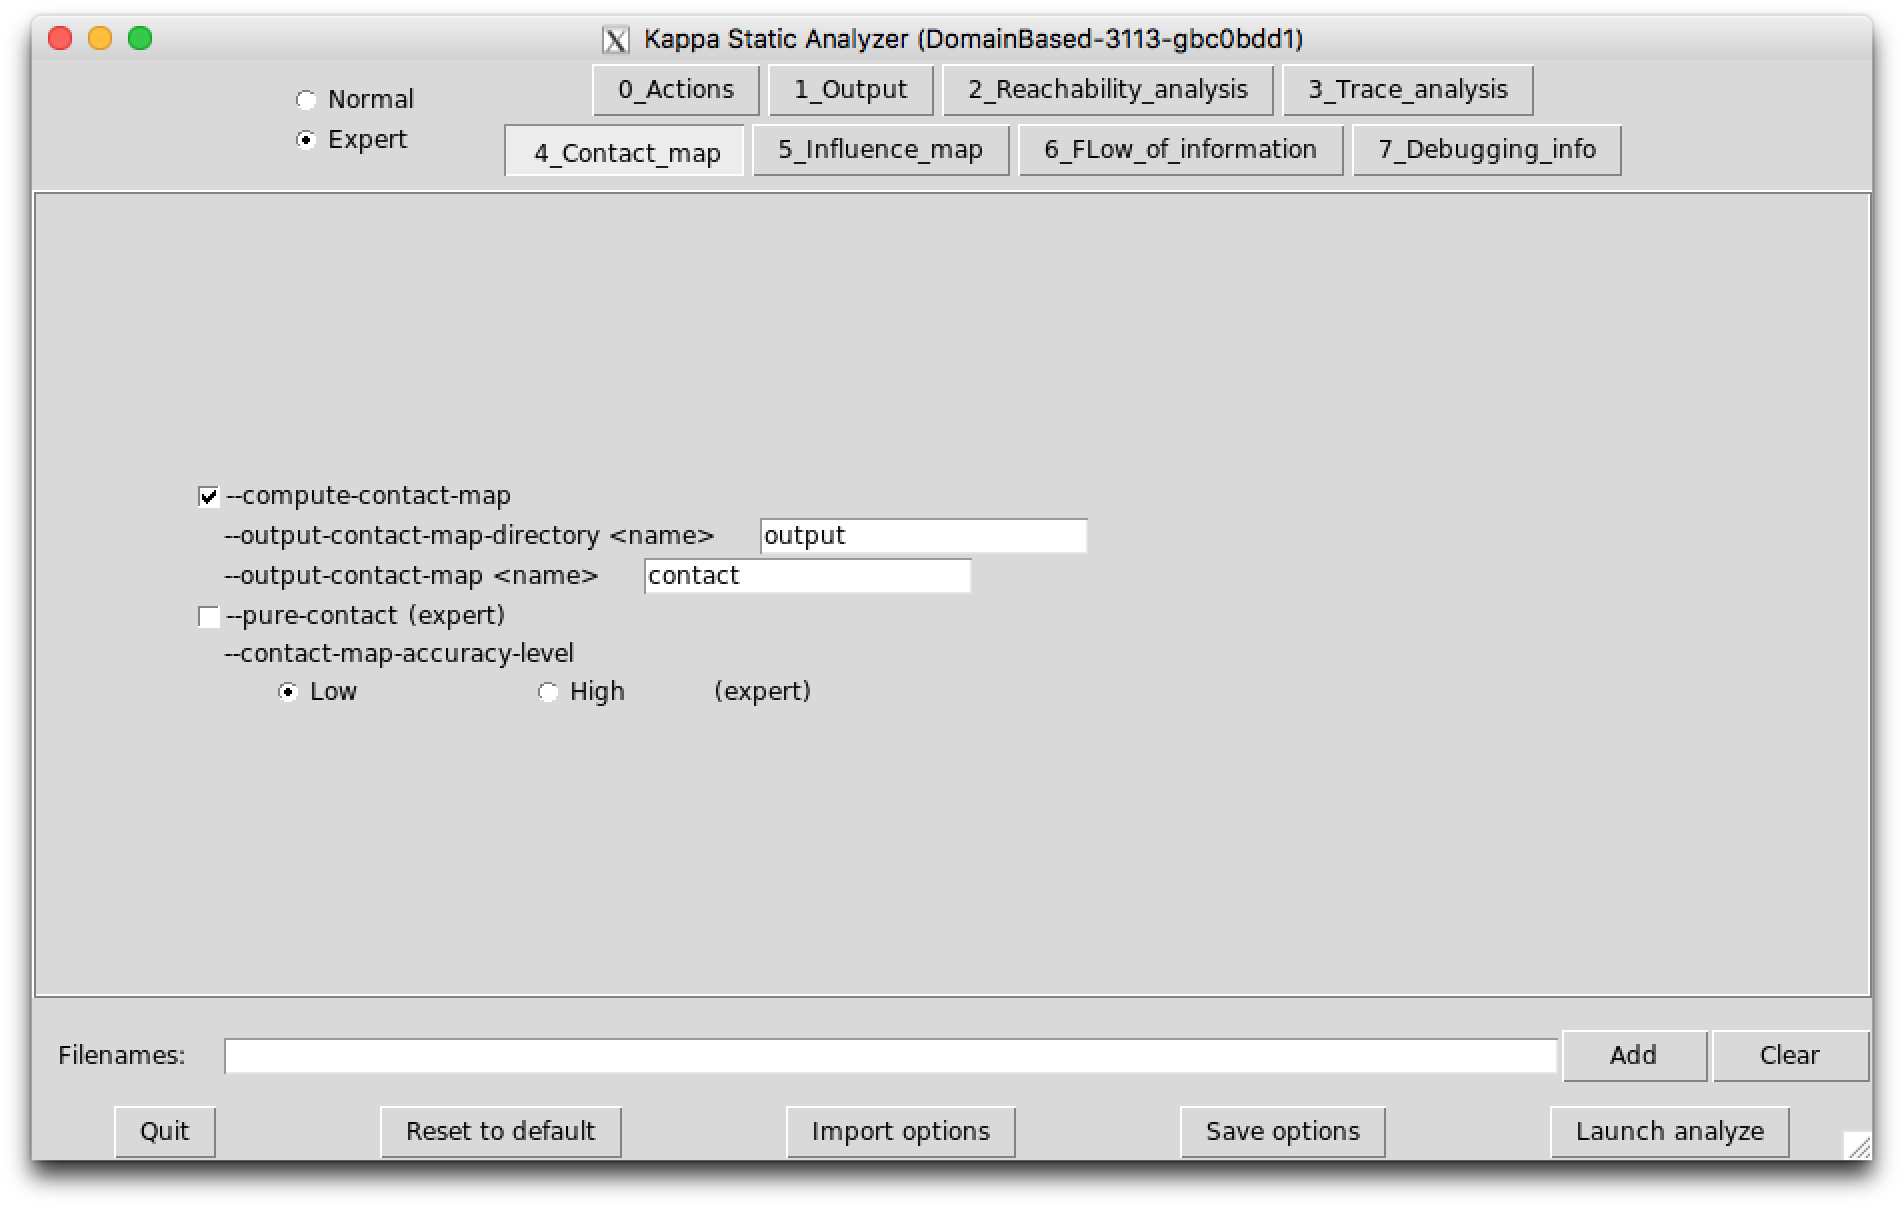 Kappa Static Analyzer (DomainBased-3113-gbc0bdd1)
Normal
Expert
0_Actions 1_Output 2_Reachability_analysis 3_Trace_analysis
4_Contact_map 5_Influence_map 6_FLow_of_information 7_Debugging_info
--compute-contact-map
--output-contact-map-directory <name> output
--output-contact-map <name> contact
--pure-contact (expert)
--contact-map-accuracy-level
Low High (expert)
Filenames: Add Clear
Quit Reset to default Import options Save options Launch analyze